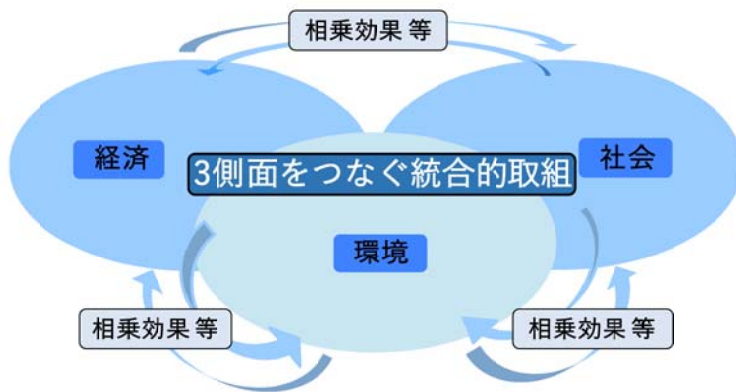 相乗効果 等
経済
社会
3側面をつなぐ統合的取組
環境
相乗効果 等
相乗効果 等